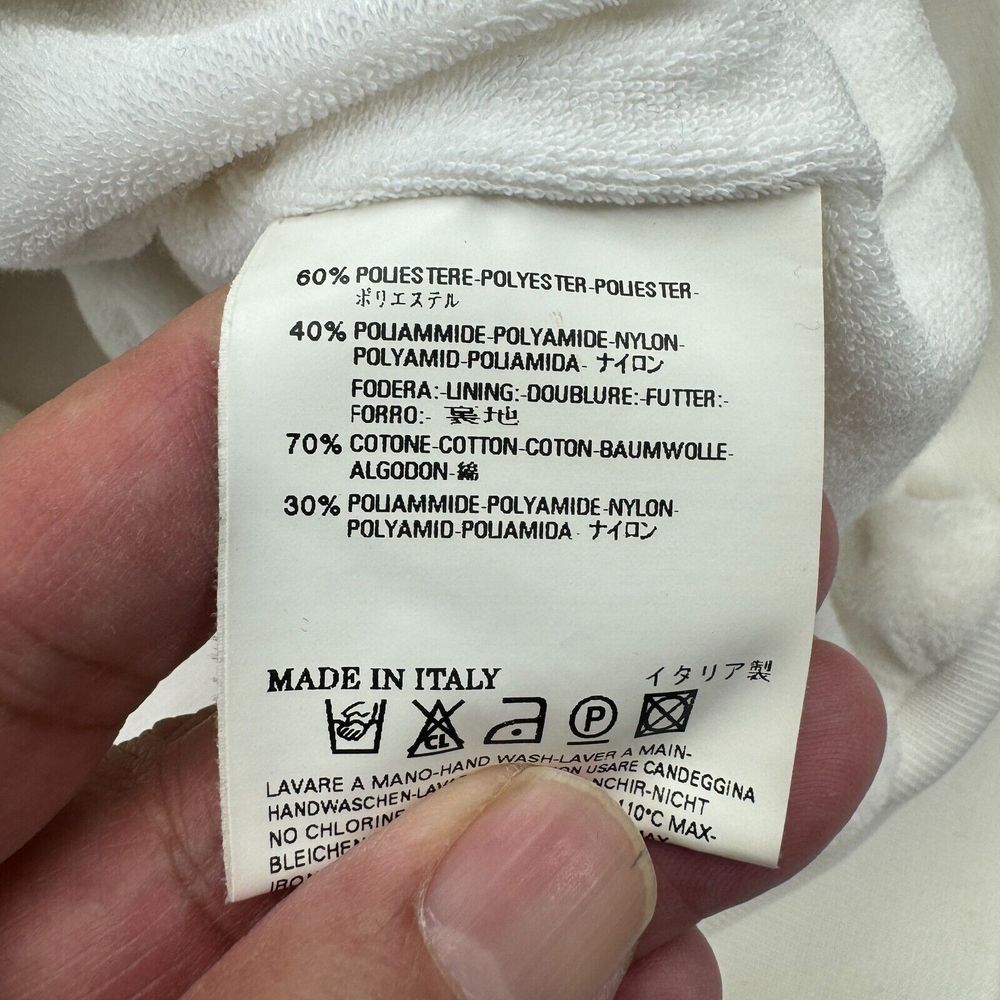 60% POLIESTERE-POLYESTER-POLIESTER-
ポリエステル
40% POLIAMMIDE-POLYAMIDE-NYLON-
POLYAMID-POLIAMIDA- ナイロン
FODERA:-LINING:-DOUBLURE:-FUTTER:-
FORRO:- 裏地
70% COTONE-COTTON-COTON-BAUMWOLLE-
ALGODON-綿
30% POLIAMMIDE-POLYAMIDE-NYLON-
POLYAMID-POLIAMIDA- ナイロン
MADE IN ITALY イタリア製
CL P
LAVARE A MANO-HAND WASH-LAVER A MAIN-
HANDWASCHEN- USARE CANDEGGINA
NO CHLORINE NICHT
BLEICHEN 110°C MAX-